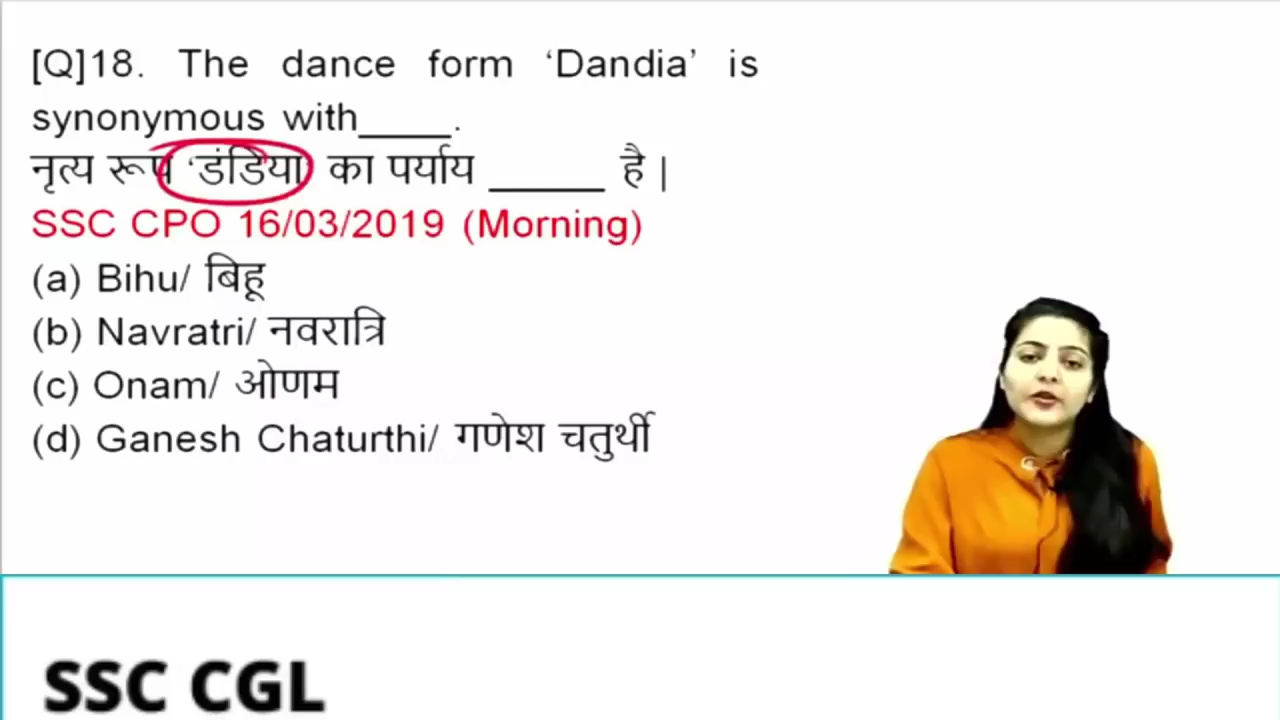 [Q]18. The dance form ‘Dandia’ is
synonymous with____.
नृत्य रूप ‘डंडिया’ का पर्याय _____ है |
SSC CPO 16/03/2019 (Morning)
(a) Bihu/ बिहू
(b) Navratri/ नवरात्रि
(c) Onam/ ओणम
(d) Ganesh Chaturthi/ गणेश चतुर्थी
SSC CGL